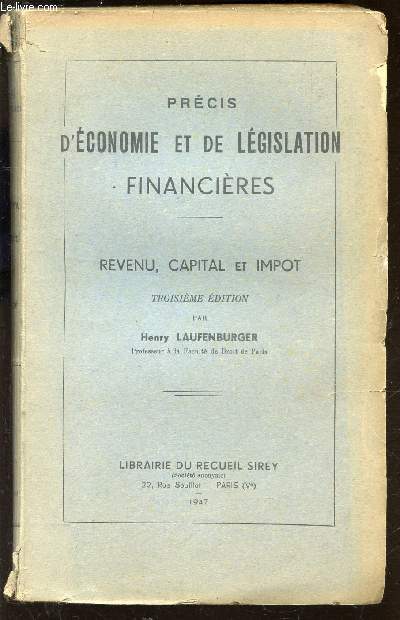 Le-livre.com
PRÉCIS
D'ÉCONOMIE ET DE LÉGISLATION
FINANCIÈRES
REVENU, CAPITAL ET IMPOT
TROISIÈME ÉDITION
PAR
Henry LAUFENBURGER
Professeur à la Faculté de Droit de Paris
LIBRAIRIE DU RECUEIL SIREY
(société anonyme)
22, Rue Soufflot - PARIS (Ve)
1947